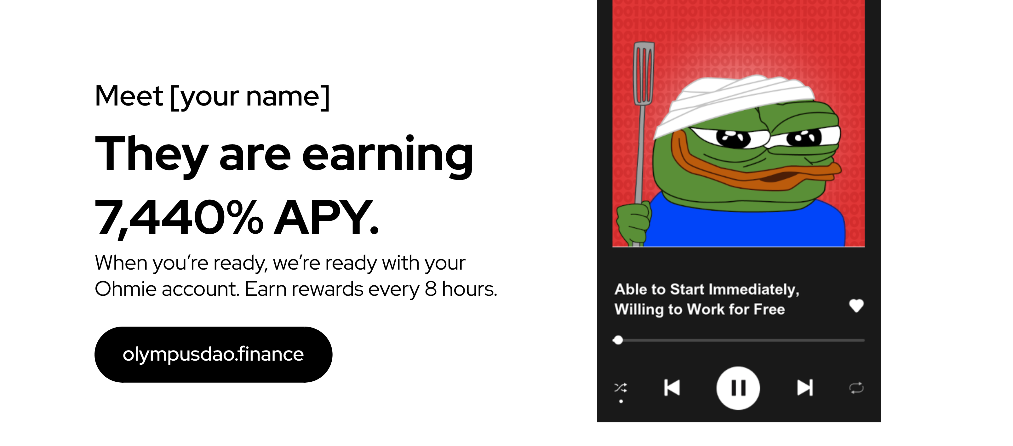 Meet [your name]
They are earning
7,440% APY.
When you're ready, we're ready with your
Ohmie account. Earn rewards every 8 hours.
olympusdao.finance
Able to Start Immediately,
Willing to Work for Free